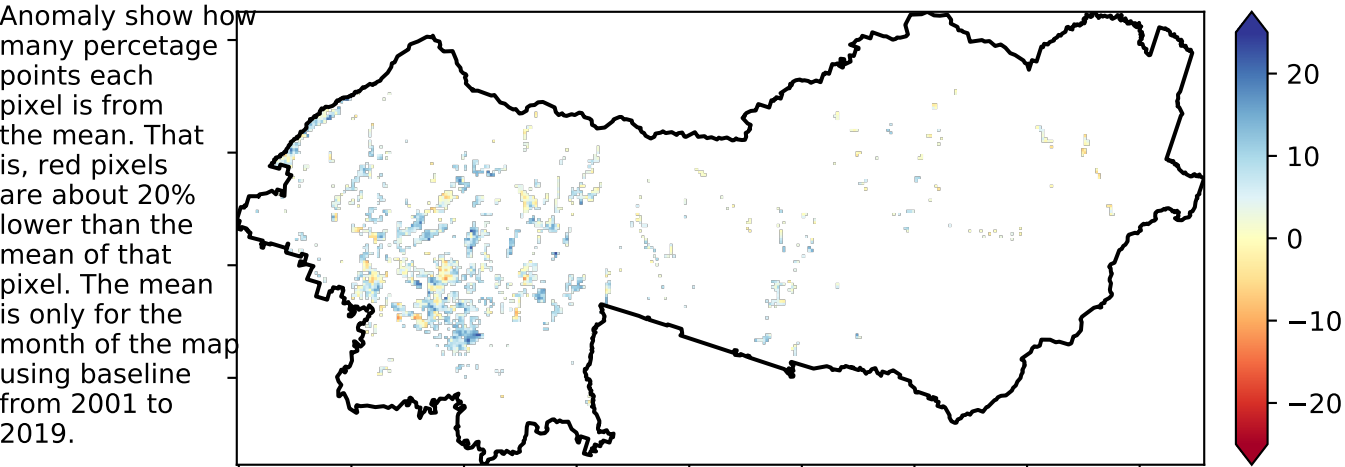 Anomaly show how
many percetage
points each
pixel is from
the mean. That
is, red pixels
are about 20%
lower than the
mean of that
pixel. The mean
is only for the
month of the map
using baseline
from 2001 to
2019.
20
10
0
−10
−20